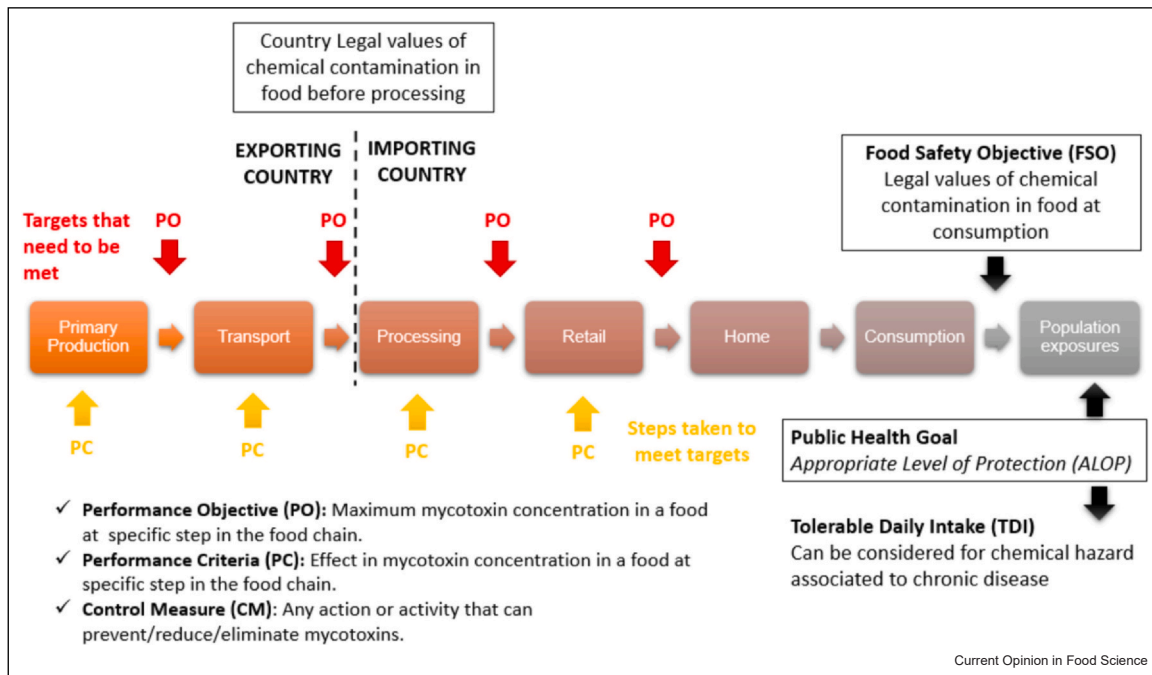 Country Legal values of
chemical contamination in
food before processing
EXPORTING
COUNTRY
IMPORTING
COUNTRY
Food Safety Objective (FSO)
Legal values of chemical
contamination in food at
consumption
Targets that
need to be
met
PO
PO
PO
PO
Primary
Production
Transport
Processing
Retail
Home
Consumption
Population
exposures
PC
PC
PC
PC
Steps taken to
meet targets
Public Health Goal
Appropriate Level of Protection (ALOP)
Tolerable Daily Intake (TDI)
Can be considered for chemical hazard
associated to chronic disease
✓ Performance Objective (PO): Maximum mycotoxin concentration in a food
at specific step in the food chain.
✓ Performance Criteria (PC): Effect in mycotoxin concentration in a food at
specific step in the food chain.
✓ Control Measure (CM): Any action or activity that can
prevent/reduce/eliminate mycotoxins.
Current Opinion in Food Science